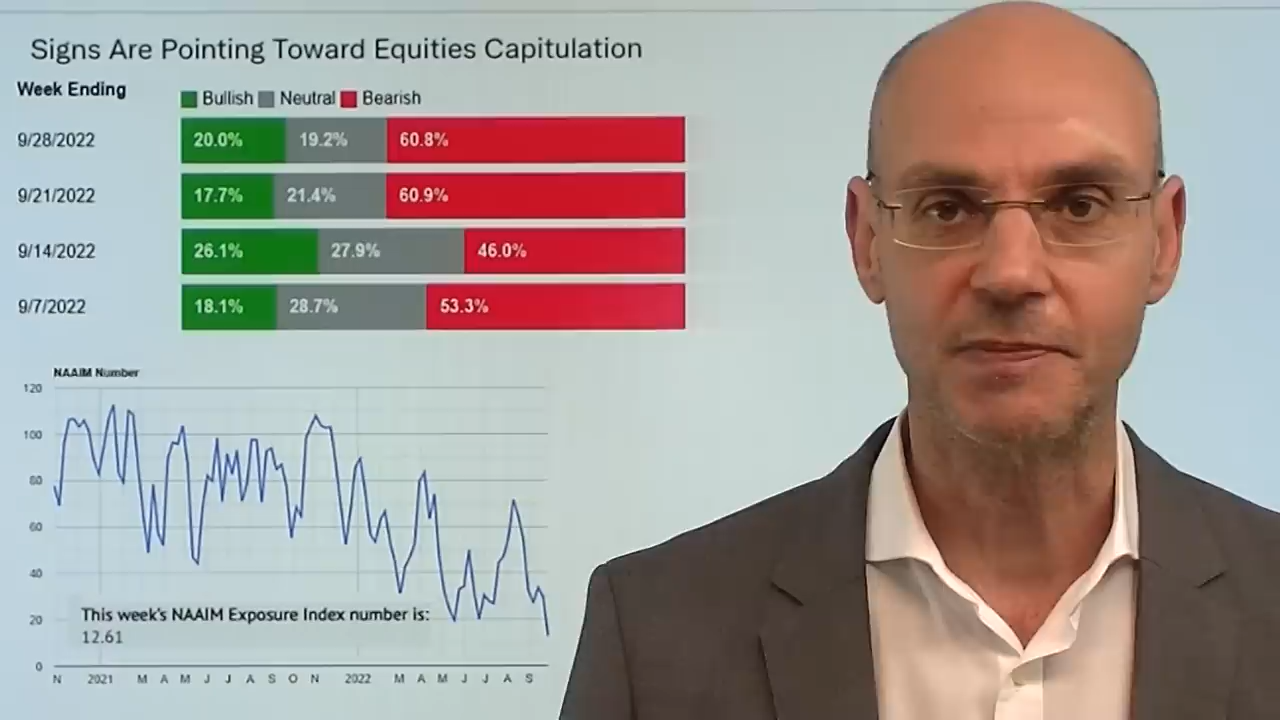 Signs Are Pointing Toward Equities Capitulation
Week Ending
Bullish Neutral Bearish
9/28/2022 20.0% 19.2% 60.8%
9/21/2022 17.7% 21.4% 60.9%
9/14/2022 26.1% 27.9% 46.0%
9/7/2022 18.1% 28.7% 53.3%
NAAIM Number
120
100
80
60
40
20
0
This week's NAAIM Exposure Index number is:
12.61
N 2021 M A M J J A S O N 2022 M A M J J A S